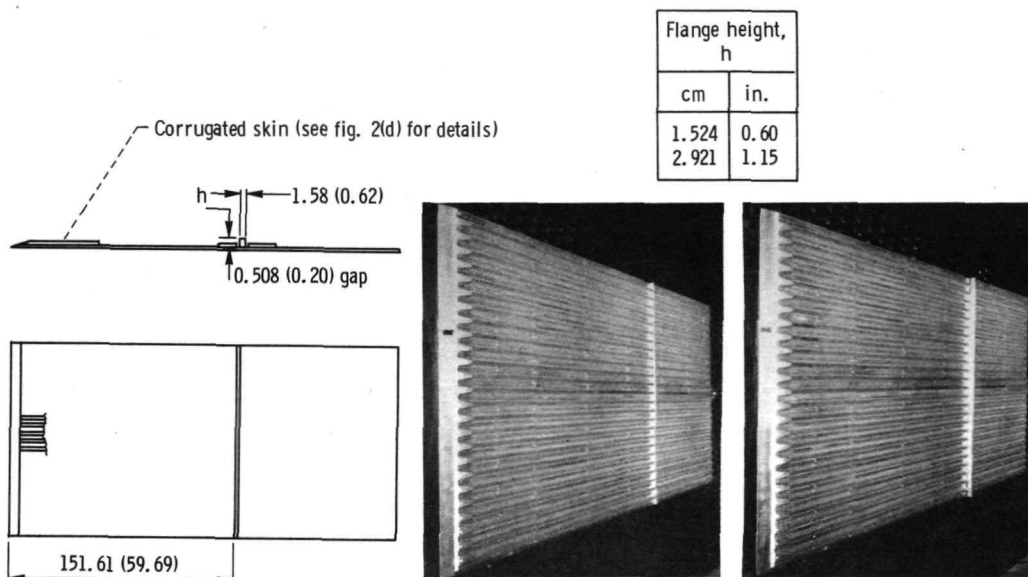 Flange height,
h
cm in.
1.524 0.60
2.921 1.15
Corrugated skin (see fig. 2(d) for details)
h
1.58 (0.62)
0.508 (0.20) gap
151.61 (59.69)